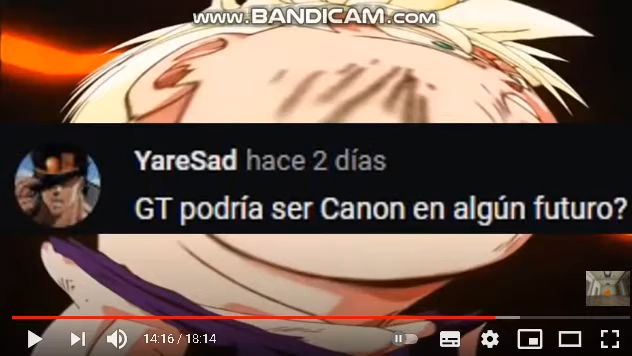 www.BANDICAM.com
YareSad hace 2 días
GT podría ser Canon en algún futuro?
14:16 / 18:14